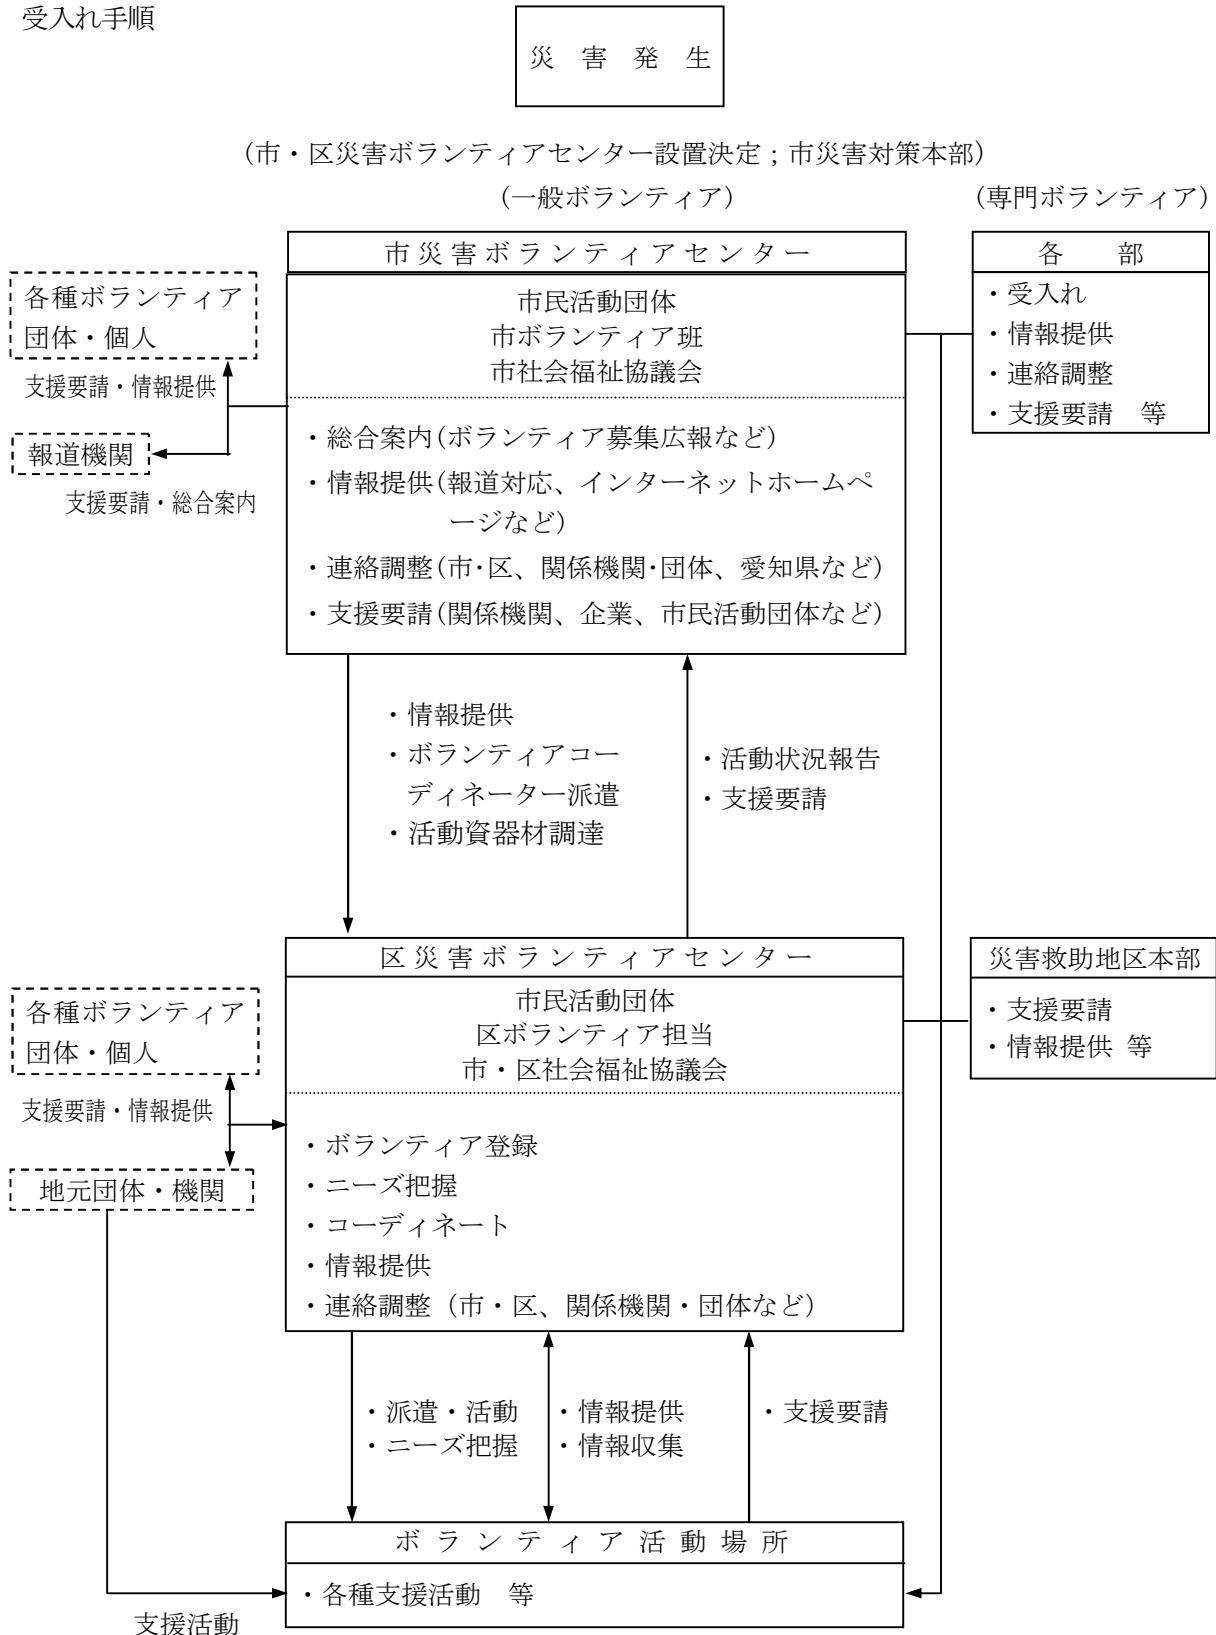 受入れ手順
災 害 発 生
(市・区災害ボランティアセンター設置決定；市災害対策本部)
(一般ボランティア)
(専門ボランティア)
市災害ボランティアセンター
市民活動団体
市ボランティア班
市社会福祉協議会
・総合案内(ボランティア募集広報など)
・情報提供(報道対応、インターネットホームペ
ージなど)
・連絡調整(市・区、関係機関・団体、愛知県など)
・支援要請(関係機関、企業、市民活動団体など)
各 部
・受入れ
・情報提供
・連絡調整
・支援要請 等
各種ボランティア
団体・個人
支援要請・情報提供
報道機関
支援要請・総合案内
・情報提供
・ボランティアコー
ディネーター派遣
・活動資器材調達
・活動状況報告
・支援要請
区災害ボランティアセンター
市民活動団体
区ボランティア担当
市・区社会福祉協議会
・ボランティア登録
・ニーズ把握
・コーディネート
・情報提供
・連絡調整（市・区、関係機関・団体など）
災害救助地区本部
・支援要請
・情報提供 等
各種ボランティア
団体・個人
支援要請・情報提供
地元団体・機関
・派遣・活動
・ニーズ把握
・情報提供
・情報収集
・支援要請
ボランティア活動場所
・各種支援活動 等
支援活動